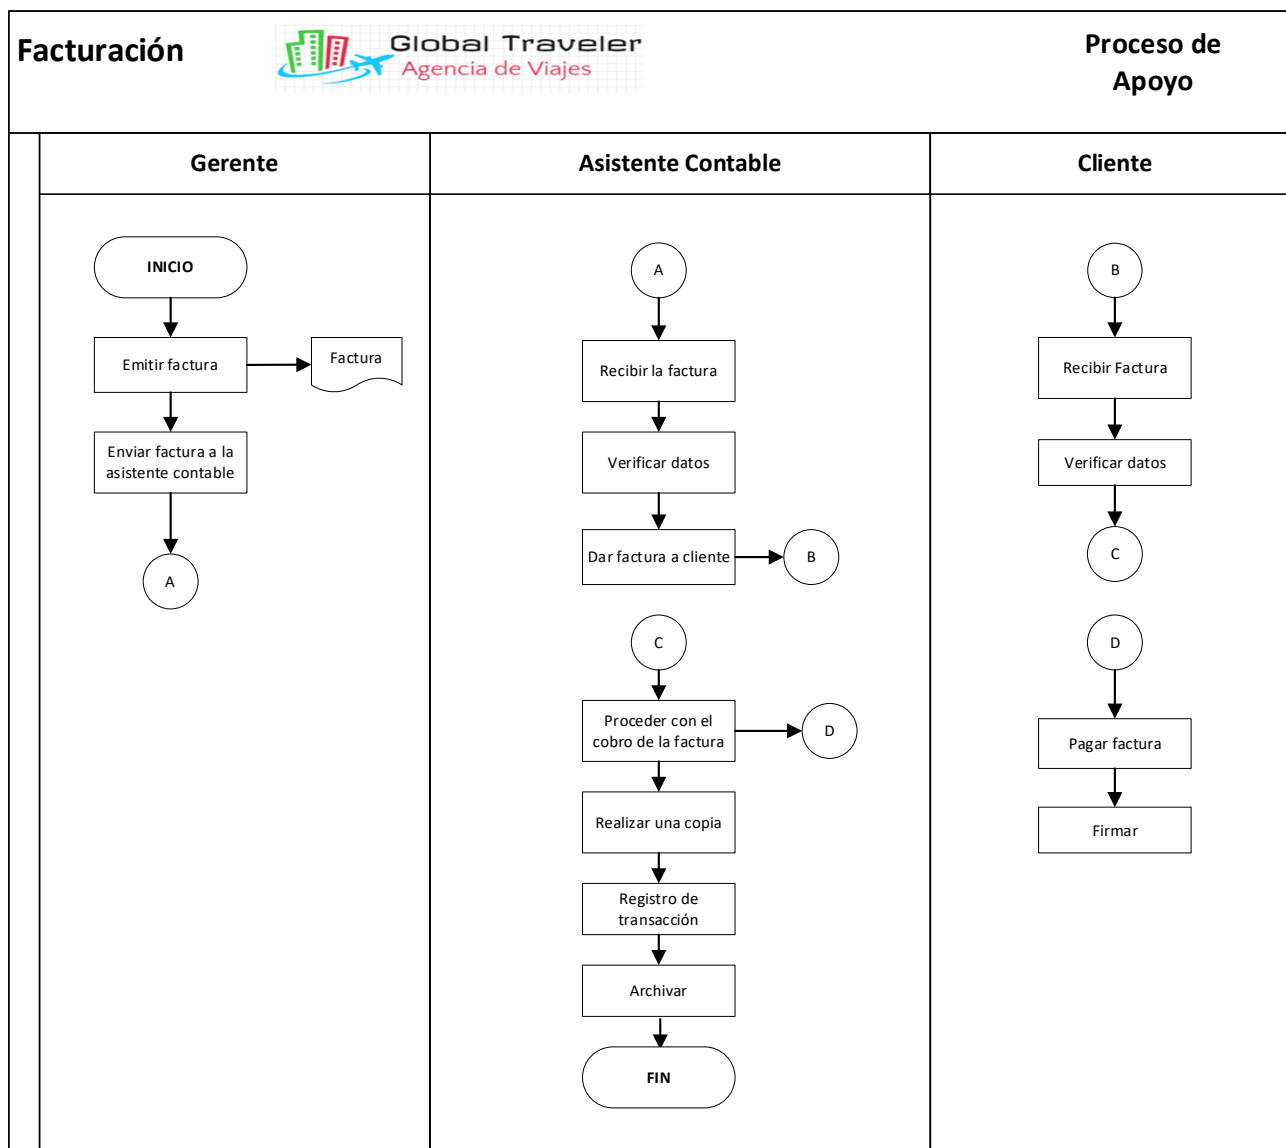 Facturación
Global Traveler
Agencia de Viajes
Proceso de
Apoyo
Gerente
Asistente Contable
Cliente
INICIO
Emitir factura
Factura
Enviar factura a la
asistente contable
A
A
Recibir la factura
Verificar datos
Dar factura a cliente
B
C
Proceder con el
cobro de la factura
D
Realizar una copia
Registro de
transacción
Archivar
FIN
B
Recibir Factura
Verificar datos
C
D
Pagar factura
Firmar